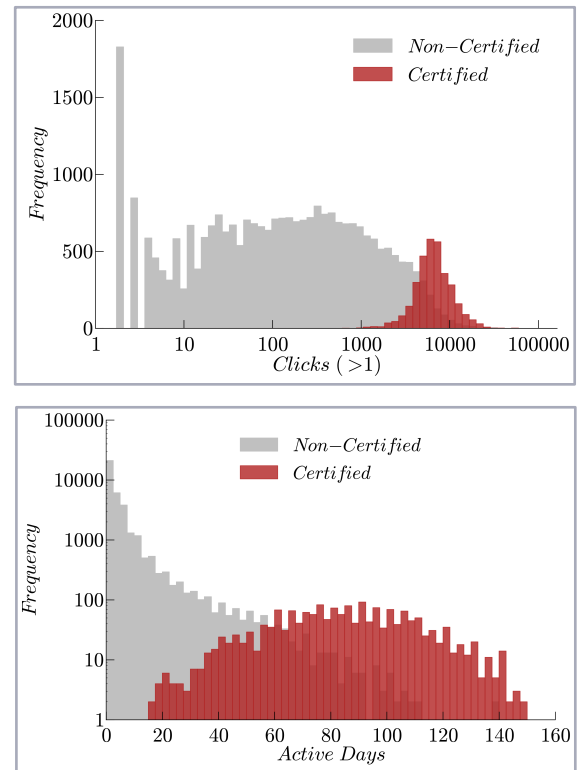 2000
Non−Certified
Certified
1500
Frequency
1000
500
0
1 10 100 1000 10000 100000
Clicks (>1)
100000
Non−Certified
Certified
10000
1000
Frequency
100
10
1
0 20 40 60 80 100 120 140 160
Active Days